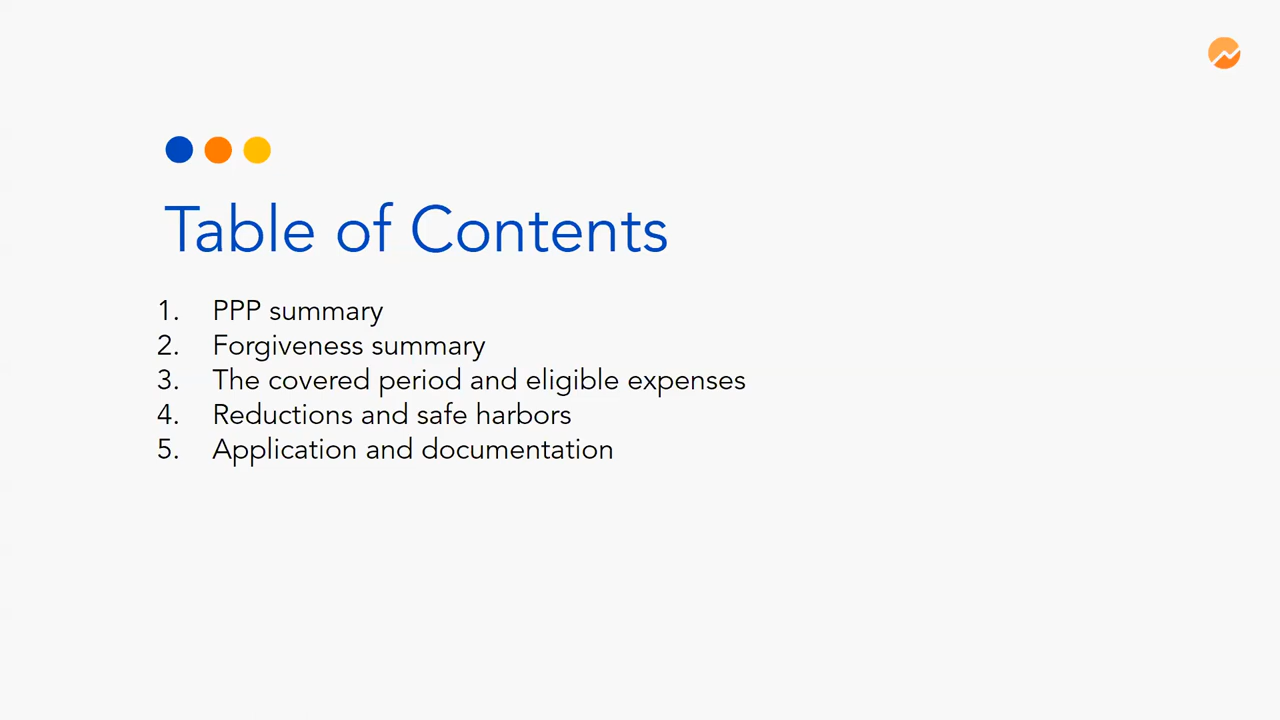 Table of Contents
1. PPP summary
2. Forgiveness summary
3. The covered period and eligible expenses
4. Reductions and safe harbors
5. Application and documentation